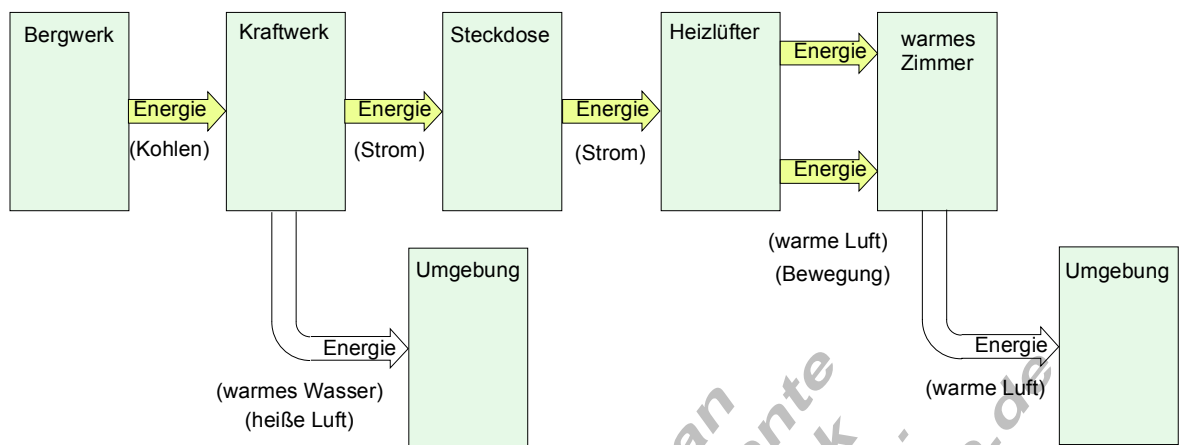 Bergwerk
Kraftwerk
Steckdose
Heizlüfter
warmes
Zimmer
Energie
(Kohlen)
Energie
(Strom)
Energie
(Strom)
Energie
Energie
(warme Luft)
(Bewegung)
Umgebung
Energie
(warmes Wasser)
(heiße Luft)
Umgebung
Energie
(warme Luft)